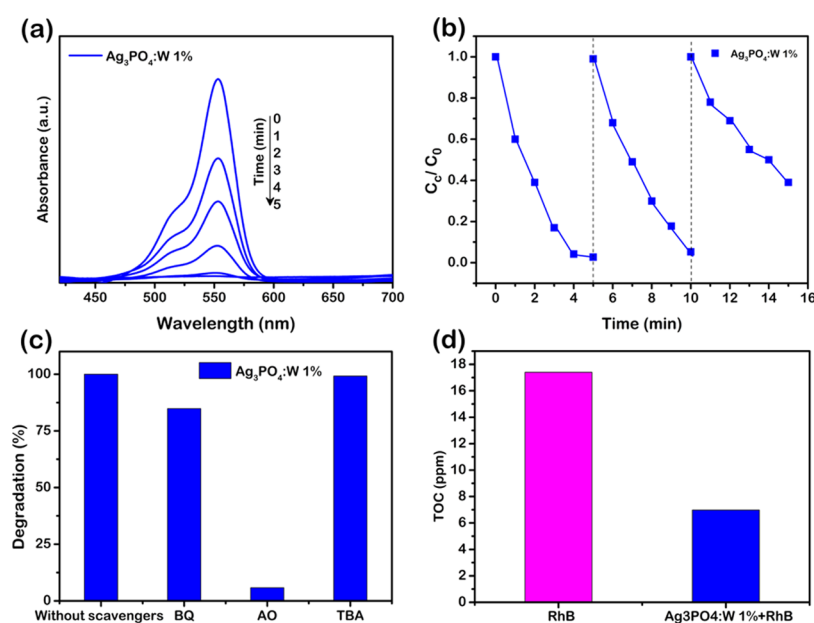 (a)
Ag₃PO₄:W 1%
Absorbance (a.u.)
Time (min)
0
1
2
3
4
5
450 500 550 600 650 700
Wavelength (nm)
(b)
Ag₃PO₄:W 1%
C꜀/ C₀
1.0
0.8
0.6
0.4
0.2
0.0
0 2 4 6 8 10 12 14 16
Time (min)
(c)
Ag₃PO₄:W 1%
Degradation (%)
100
75
50
25
0
Without scavengers BQ AO TBA
(d)
TOC (ppm)
18
16
14
12
10
8
6
4
2
0
RhB Ag3PO4:W 1%+RhB